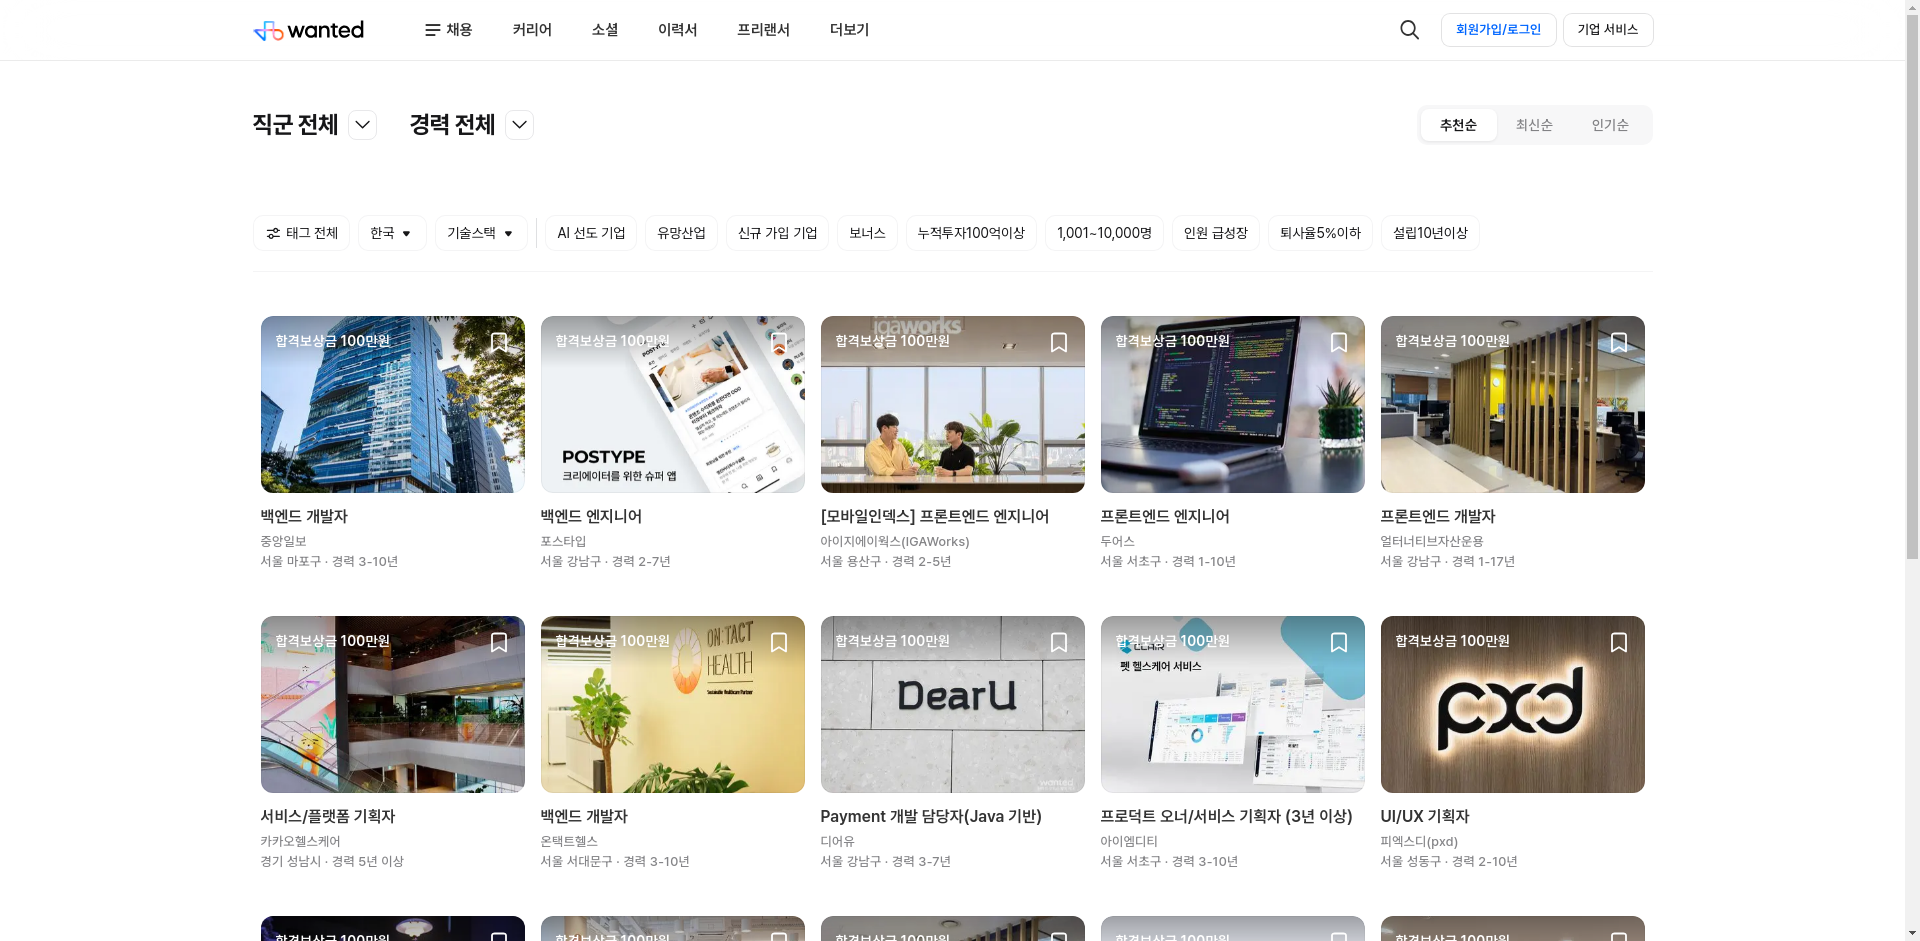 wanted
채용
커리어
소셜
이력서
프리랜서
더보기
회원가입/로그인
기업 서비스
직군 전체
경력 전체
추천순
최신순
인기순
태그 전체
한국
기술스택
AI 선도 기업
유망산업
신규 가입 기업
보너스
누적투자100억이상
1,001~10,000명
인원 급성장
퇴사율5%이하
설립10년이상
합격보상금 100만원
백엔드 개발자
중앙일보
서울 마포구 · 경력 3-10년
합격보상금 100만원
POSTYPE
크리에이터를 위한 슈퍼 앱
백엔드 엔지니어
포스타입
서울 강남구 · 경력 2-7년
igaworks
합격보상금 100만원
[모바일인덱스] 프론트엔드 엔지니어
아이지에이웍스(IGAWorks)
서울 용산구 · 경력 2-5년
합격보상금 100만원
프론트엔드 엔지니어
두어스
서울 서초구 · 경력 1-10년
합격보상금 100만원
프론트엔드 개발자
얼터너티브자산운용
서울 강남구 · 경력 1-17년
합격보상금 100만원
서비스/플랫폼 기획자
카카오헬스케어
경기 성남시 · 경력 5년 이상
합격보상금 100만원
ON:TACT
HEALTH
Sustainable Healthcare Partner
백엔드 개발자
온택트헬스
서울 서대문구 · 경력 3-10년
합격보상금 100만원
DearU
wanted
Payment 개발 담당자(Java 기반)
디어유
서울 강남구 · 경력 3-7년
합격보상금 100만원
펫 헬스케어 서비스
프로덕트 오너/서비스 기획자 (3년 이상)
아이엠디티
서울 서초구 · 경력 3-10년
합격보상금 100만원
pxd
UI/UX 기획자
피엑스디(pxd)
서울 성동구 · 경력 2-10년
합격보상금 100만원
합격보상금 100만원
합격보상금 100만원
합격보상금 100만원
합격보상금 100만원